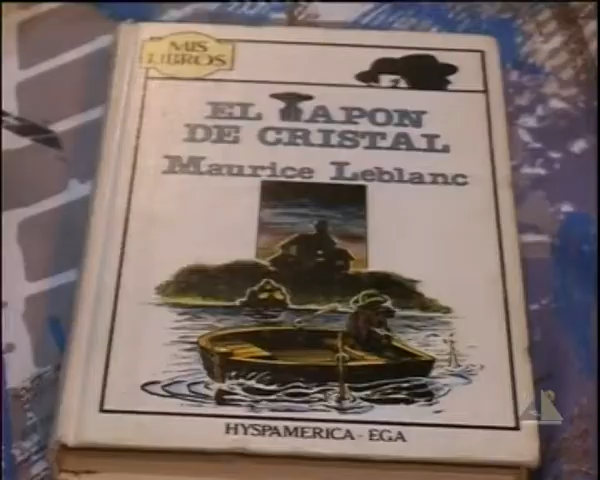 MIS
LIBROS
EL TAPON
DE CRISTAL
Maurice Leblanc
HYSPAMERICA-EGA